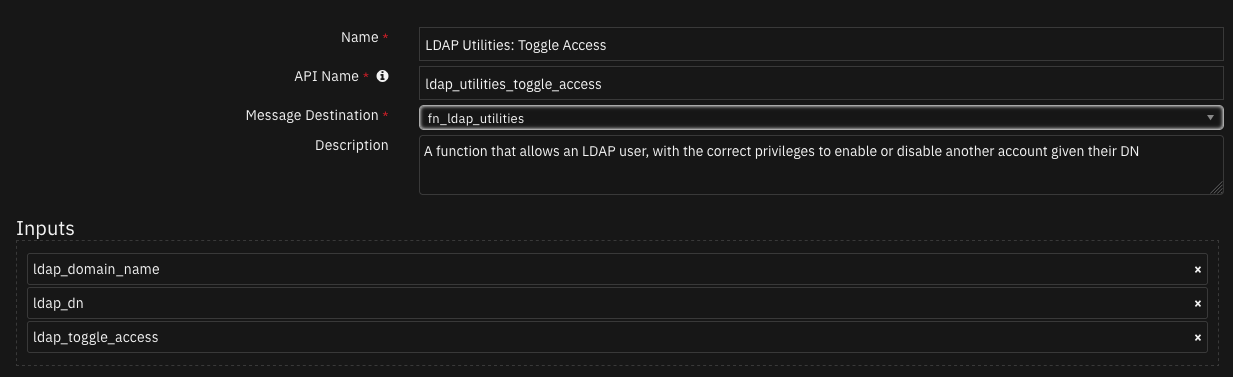 Name *
LDAP Utilities: Toggle Access
API Name *
ldap_utilities_toggle_access
Message Destination *
fn_ldap_utilities
Description
A function that allows an LDAP user, with the correct privileges to enable or disable another account given their DN
Inputs
ldap_domain_name ×
ldap_dn ×
ldap_toggle_access ×